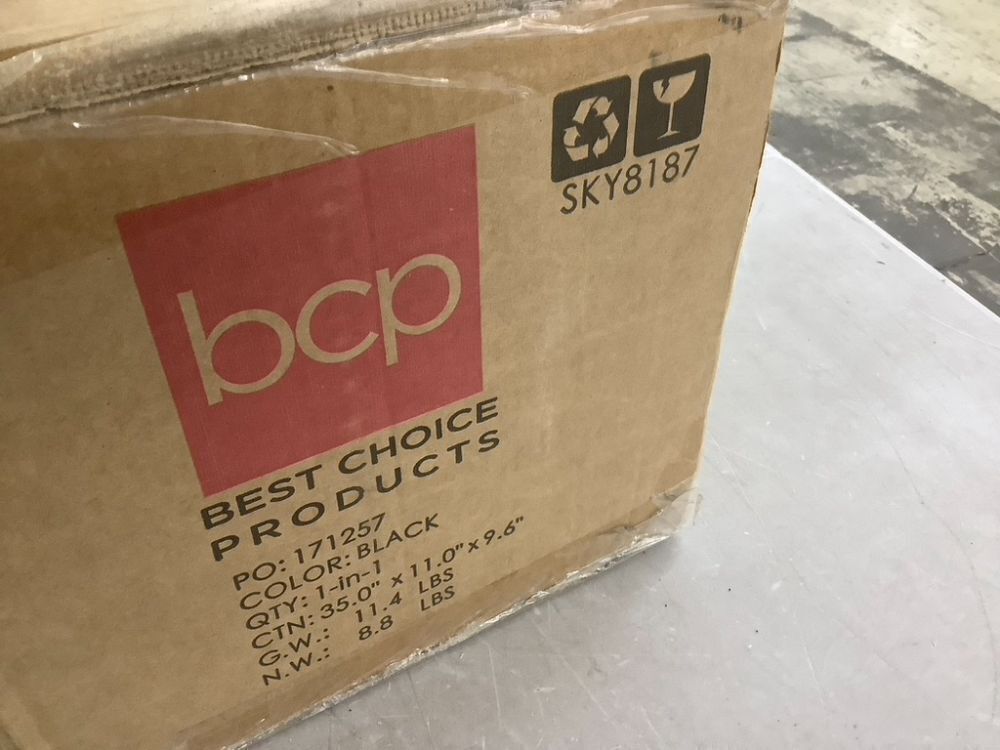 SKY8187
bcp
BEST CHOICE
PRODUCTS
PO: 171257
COLOR: BLACK
QTY: 1-in-1
CTN: 35.0" x 11.0" x 9.6"
G.W.: 11.4 LBS
N.W.: 8.8 LBS